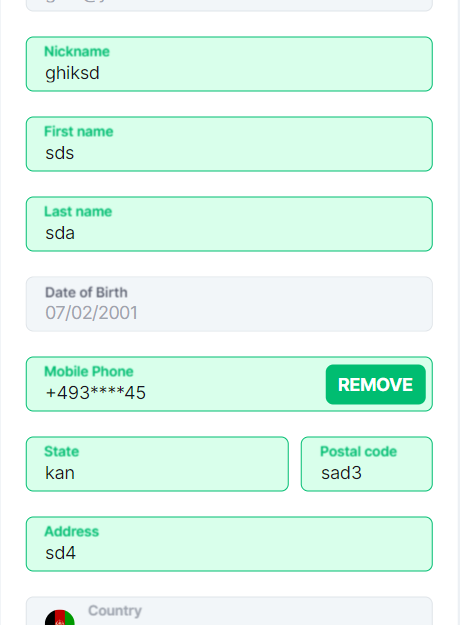 Nickname
ghiksd
First name
sds
Last name
sda
Date of Birth
07/02/2001
Mobile Phone
+493****45
REMOVE
State
kan
Postal code
sad3
Address
sd4
Country